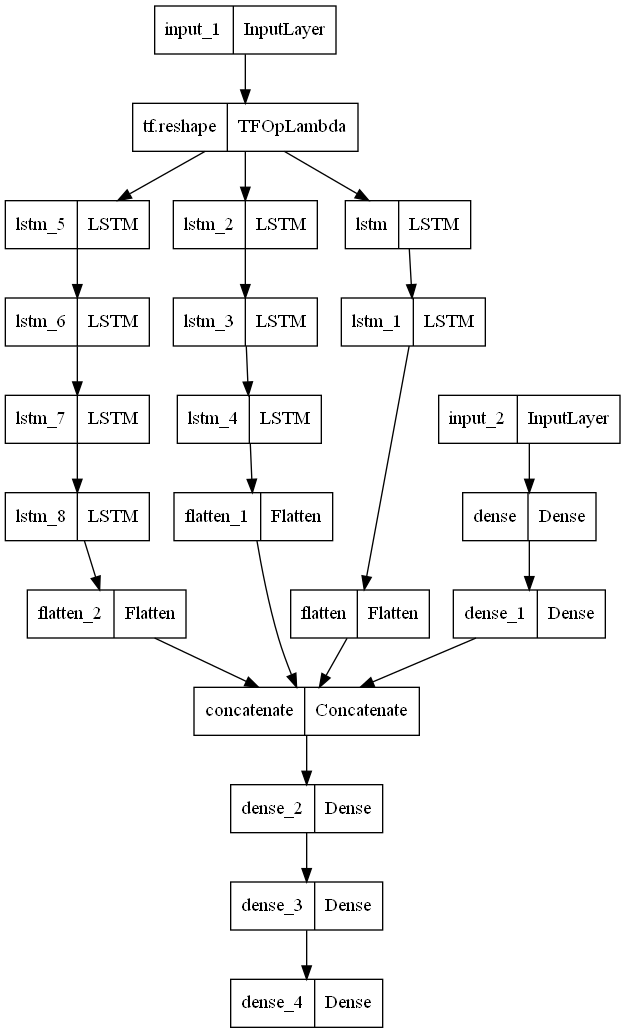 input_1 InputLayer
tf.reshape TFOpLambda
lstm_5 LSTM lstm_2 LSTM lstm LSTM
lstm_6 LSTM lstm_3 LSTM lstm_1 LSTM
lstm_7 LSTM lstm_4 LSTM input_2 InputLayer
lstm_8 LSTM flatten_1 Flatten dense Dense
flatten_2 Flatten flatten Flatten dense_1 Dense
concatenate Concatenate
dense_2 Dense
dense_3 Dense
dense_4 Dense